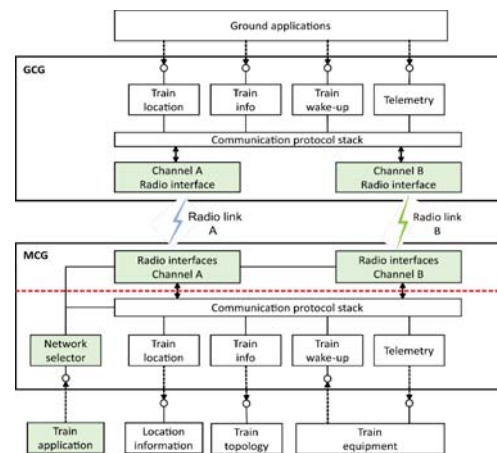 Ground applications
GCG
Train
location
Train
info
Train
wake-up
Telemetry
Communication protocol stack
Channel A
Radio interface
Channel B
Radio interface
Radio link
A
Radio link
B
MCG
Radio interfaces
Channel A
Radio interfaces
Channel B
Communication protocol stack
Network
selector
Train
location
Train
info
Train
wake-up
Telemetry
Train
application
Location
information
Train
topology
Train
equipment